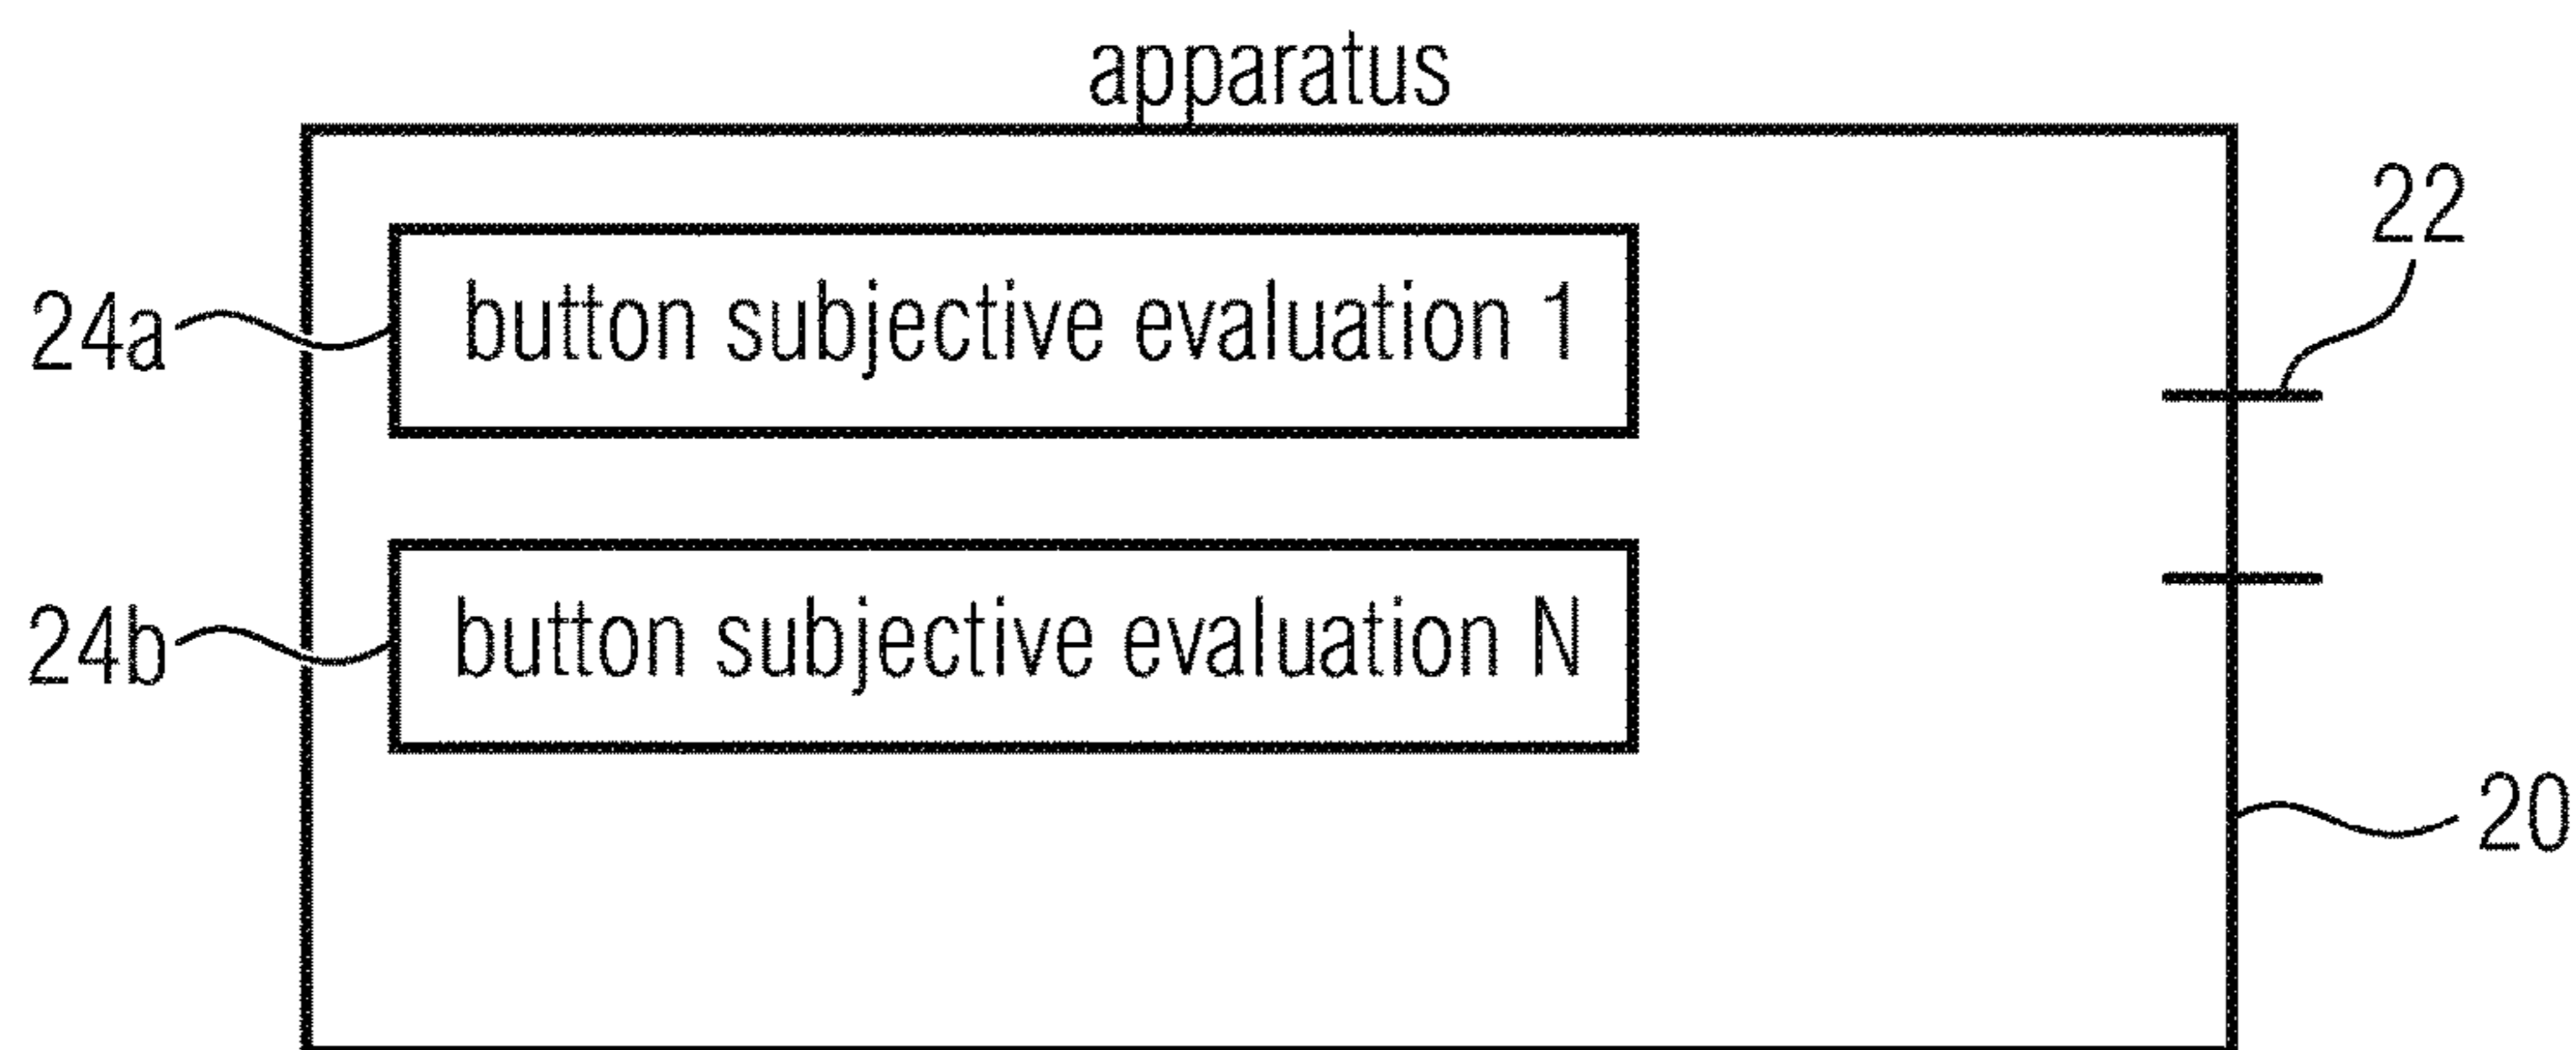 apparatus
22
24a
button subjective evaluation 1
24b
button subjective evaluation N
20